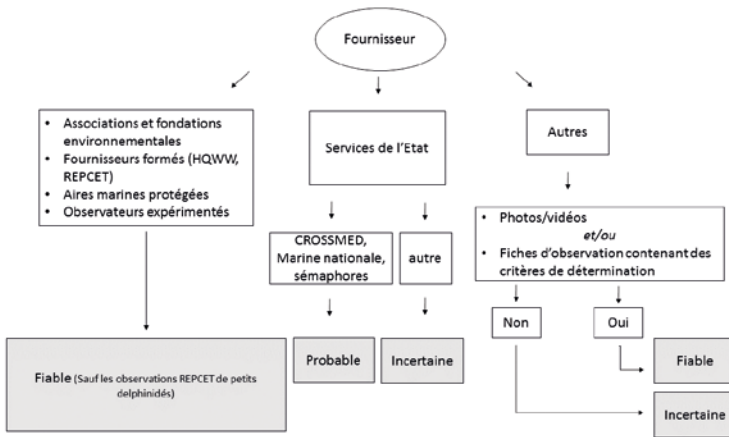 Fournisseur
• Associations et fondations
environnementales
• Fournisseurs formés (HQWW,
REPCET)
• Aires marines protégées
• Observateurs expérimentés
Services de l'Etat
Autres
CROSSMED,
Marine nationale,
sémaphores
autre
• Photos/vidéos
et/ou
• Fiches d'observation contenant des
critères de détermination
Non
Oui
Fiable (Sauf les observations REPCET de petits
delphinidés)
Probable
Incertaine
Fiable
Incertaine